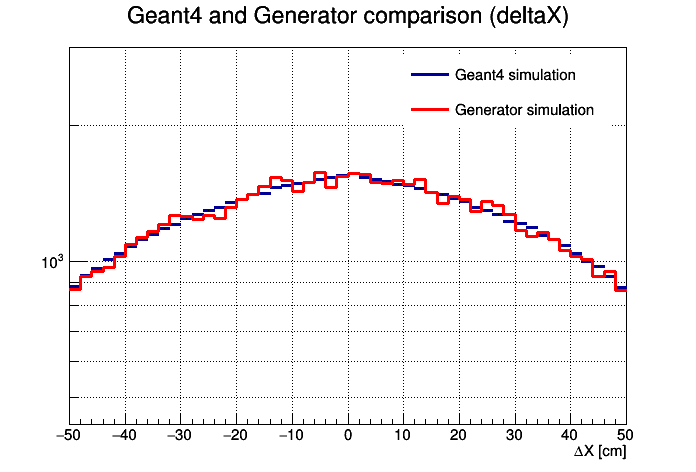 Geant4 and Generator comparison (deltaX)
Geant4 simulation
Generator simulation
10³
−50 −40 −30 −20 −10 0 10 20 30 40 50
ΔX [cm]